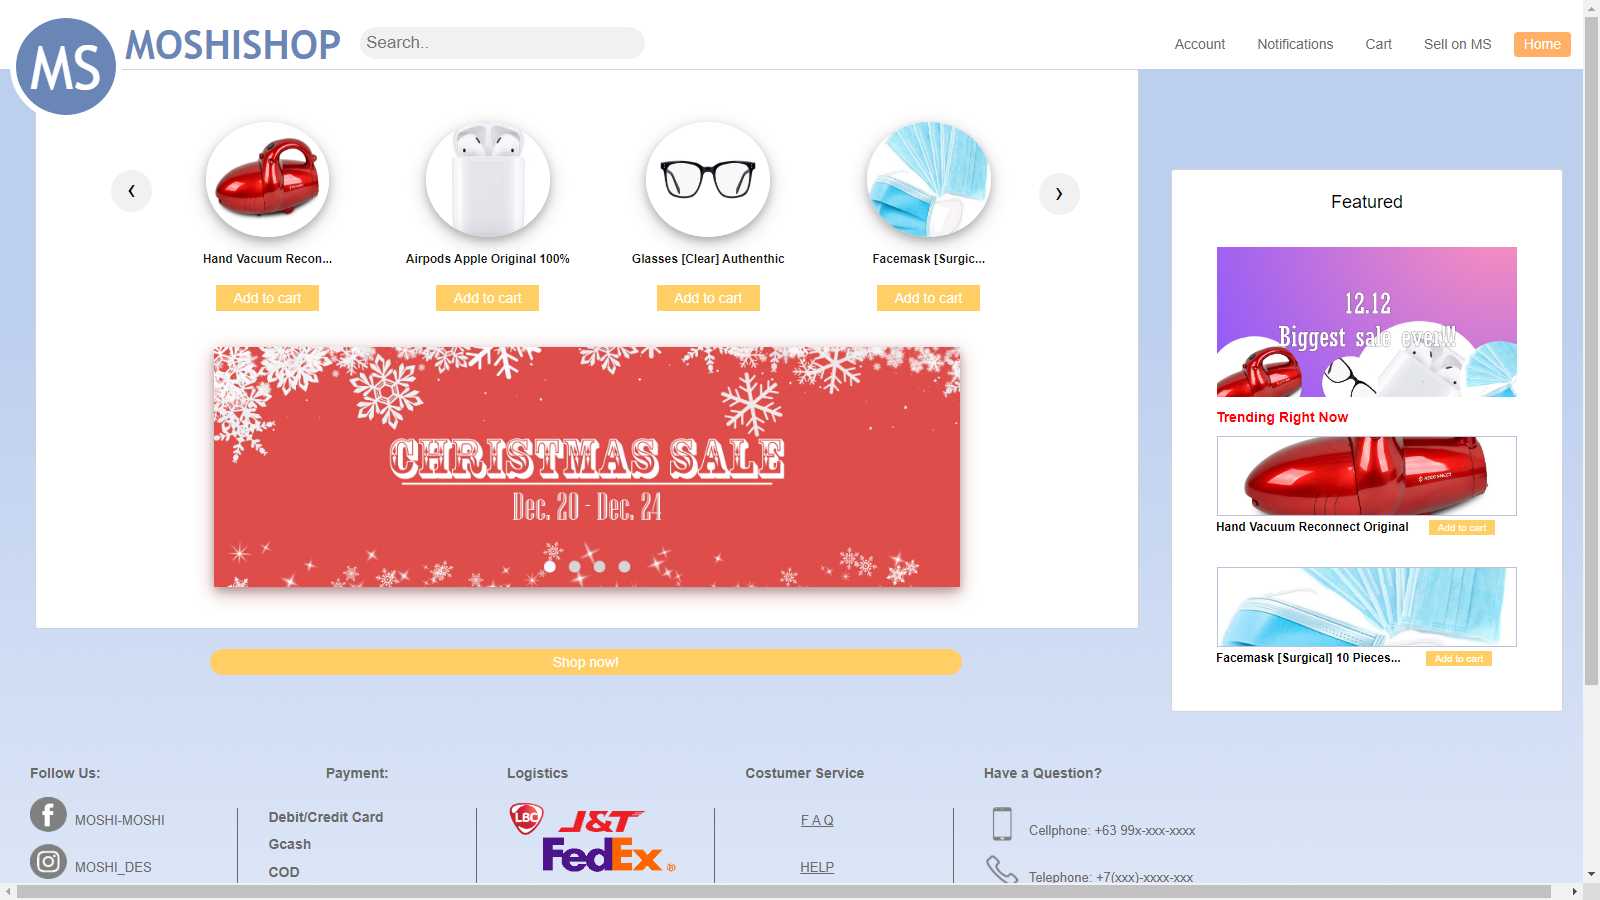 MS
MOSHISHOP
Search..
Account
Notifications
Cart
Sell on MS
Home
Hand Vacuum Recon...
Airpods Apple Original 100%
Glasses [Clear] Authenthic
Facemask [Surgic...
Add to cart
Add to cart
Add to cart
Add to cart
CHRISTMAS SALE
Dec. 20 - Dec. 24
Shop now!
Featured
12.12
Biggest sale ever!!!
Trending Right Now
Hand Vacuum Reconnect Original
Add to cart
Facemask [Surgical] 10 Pieces...
Add to cart
Follow Us:
MOSHI-MOSHI
MOSHI_DES
Payment:
Debit/Credit Card
Gcash
COD
Logistics
LBC
J&T
FedEx®
Costumer Service
F A Q
HELP
Have a Question?
Cellphone: +63 99x-xxx-xxxx
Telephone: +7(xxx)-xxxx-xxx